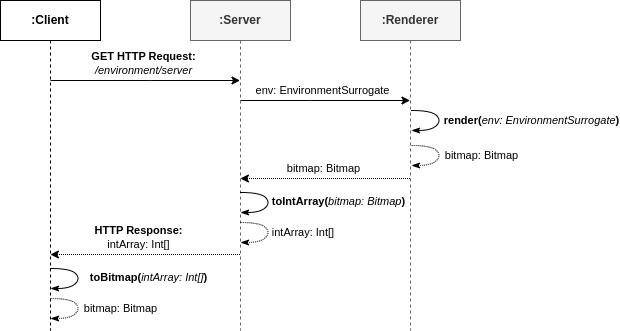 :Client
:Server
:Renderer
GET HTTP Request:
/environment/server
env: EnvironmentSurrogate
render(env: EnvironmentSurrogate)
bitmap: Bitmap
bitmap: Bitmap
toIntArray(bitmap: Bitmap)
HTTP Response:
intArray: Int[]
intArray: Int[]
toBitmap(intArray: Int[])
bitmap: Bitmap